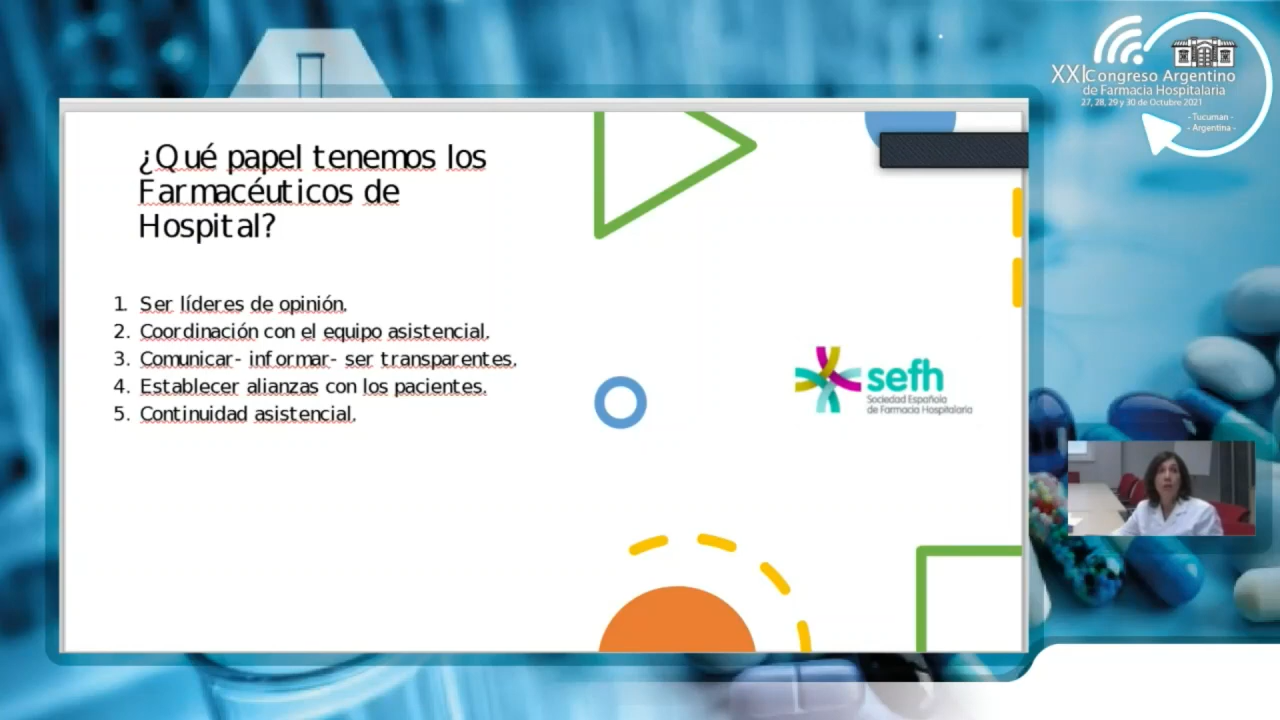 XXI Congreso Argentino
de Farmacia Hospitalaria
27, 28, 29 y 30 de Octubre 2021
- Tucuman -
- Argentina -
¿Qué papel tenemos los
Farmacéuticos de
Hospital?
1. Ser líderes de opinión.
2. Coordinación con el equipo asistencial.
3. Comunicar- informar- ser transparentes.
4. Establecer alianzas con los pacientes.
5. Continuidad asistencial.
sefh
Sociedad Española
de Farmacia Hospitalaria